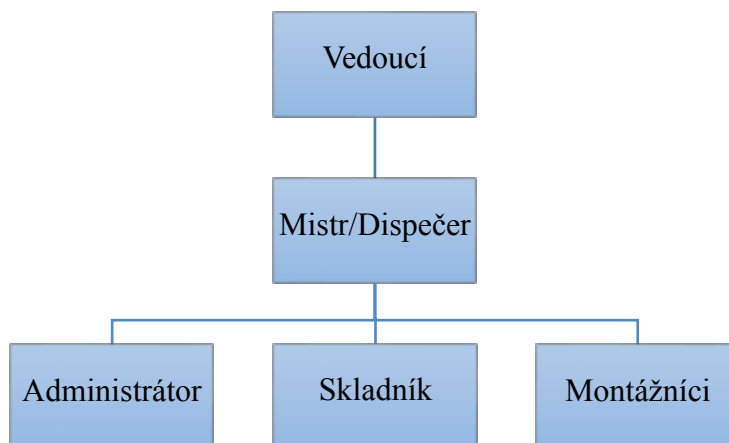 Vedoucí
Mistr/Dispečer
Administrátor
Skladník
Montážníci